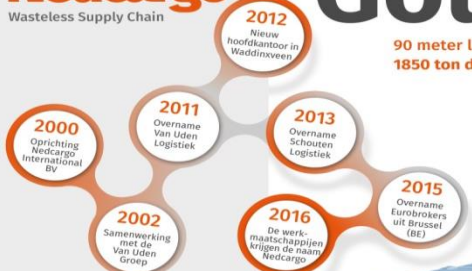 Nedcargo
Wasteless Supply Chain
90 meter l
1850 ton d
2000
Oprichting
Nedcargo
International
BV
2002
Samenwerking
met de
Van Uden
Groep
2011
Overname
Van Uden
Logistiek
2012
Nieuw
hoofdkantoor in
Waddinxveen
2013
Overname
Schouten
Logistiek
2015
Overname
Eurobrokers
uit Brussel
(BE)
2016
De werk-
maatschappijen
krijgen de naam
Nedcargo